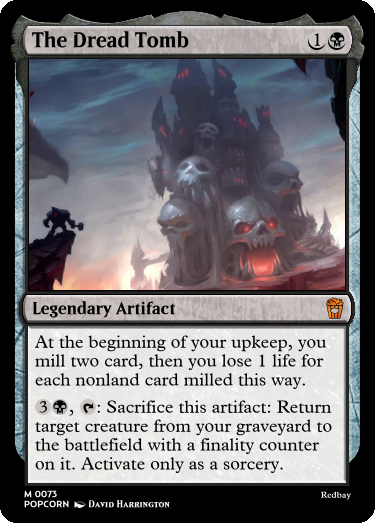 The Dread Tomb 1
Legendary Artifact
At the beginning of your upkeep, you
mill two card, then you lose 1 life for
each nonland card milled this way.
3, : Sacrifice this artifact: Return
target creature from your graveyard to
the battlefield with a finality counter
on it. Activate only as a sorcery.
M 0073
POPCORN David Harrington
Redbay